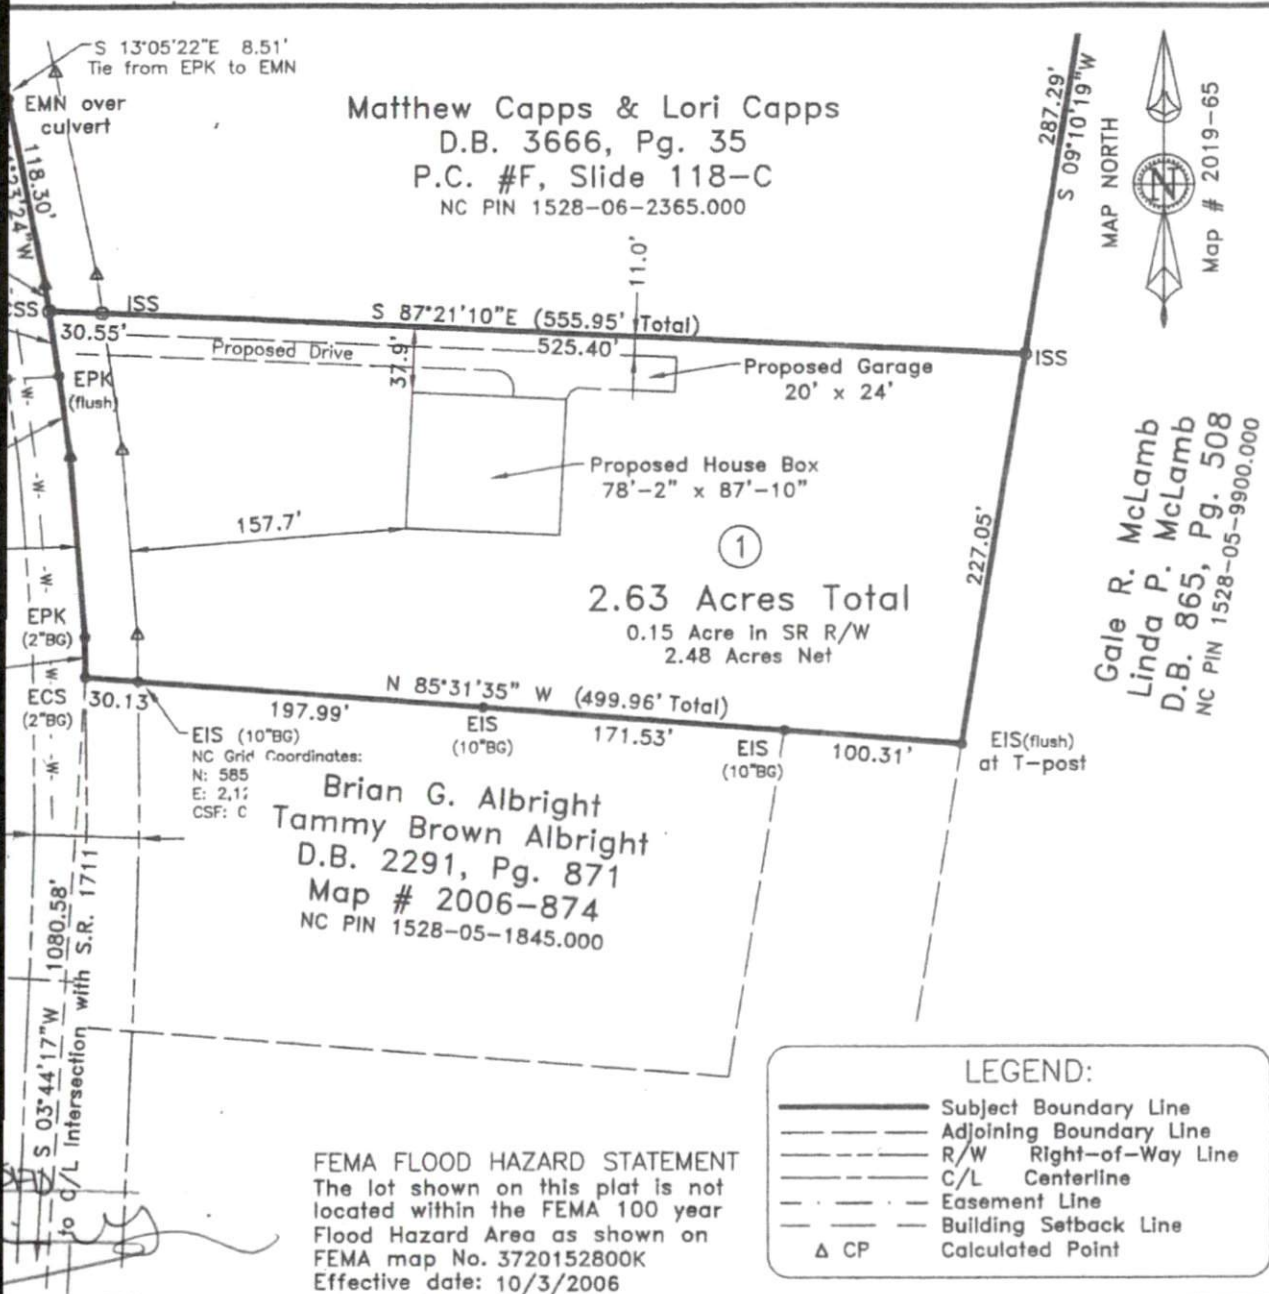 S 13°05'22"E 8.51'
Tie from EPK to EMN
EMN over
culvert
118.30'
23'24"W
Matthew Capps & Lori Capps
D.B. 3666, Pg. 35
P.C. #F, Slide 118-C
NC PIN 1528-06-2365.000
287.29'
S 09°10'19"W
MAP NORTH
N
Map # 2019-65
11.0'
ISS
S 87°21'10"E (555.95' Total)
30.55'
525.40'
Proposed Drive
37.9'
ISS
Proposed Garage
20' x 24'
EPK
(flush)
-W-
-W-
-W-
-W-
-W-
Proposed House Box
78'-2" x 87'-10"
157.7'
1
2.63 Acres Total
0.15 Acre in SR R/W
2.48 Acres Net
227.05'
Gale R. McLamb
Linda P. McLamb
D.B. 865, Pg. 508
NC PIN 1528-05-9900.000
EPK
(2"BG)
ECS
(2"BG)
30.13'
N 85°31'35" W (499.96' Total)
197.99'
EIS
(10"BG)
171.53'
EIS
(10"BG)
100.31'
EIS(flush)
at T-post
EIS (10"BG)
NC Grid Coordinates:
N: 585
E: 2,1
CSF:
Brian G. Albright
Tammy Brown Albright
D.B. 2291, Pg. 871
Map # 2006-874
NC PIN 1528-05-1845.000
S 03°44'17"W 1080.58'
to C/L Intersection with S.R. 1711
FEMA FLOOD HAZARD STATEMENT
The lot shown on this plat is not
located within the FEMA 100 year
Flood Hazard Area as shown on
FEMA map No. 3720152800K
Effective date: 10/3/2006
LEGEND:
Subject Boundary Line
Adjoining Boundary Line
R/W Right-of-Way Line
C/L Centerline
Easement Line
Building Setback Line
Δ CP Calculated Point